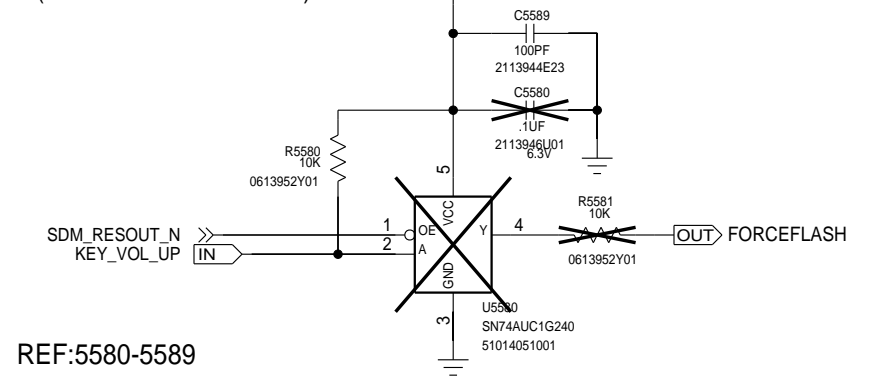 C5589
100PF
2113944E23
C5580
.1UF
2113946U01
6.3V
R5580
10K
0613952Y01
5
VCC
R5581
10K
SDM_RESOUT_N
1
OE
Y
4
OUT
FORCEFLASH
KEY_VOL_UP
IN
2
A
0613952Y01
GND
3
U5580
SN74AUC1G240
51014051001
REF:5580-5589